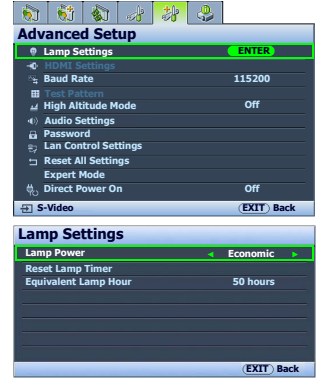 Advanced Setup
Lamp Settings ENTER
HDMI Settings
Baud Rate 115200
Test Pattern
High Altitude Mode Off
Audio Settings
Password
Lan Control Settings
Reset All Settings
Expert Mode
Direct Power On Off
S-Video EXIT Back
Lamp Settings
Lamp Power Economic
Reset Lamp Timer
Equivalent Lamp Hour 50 hours
EXIT Back